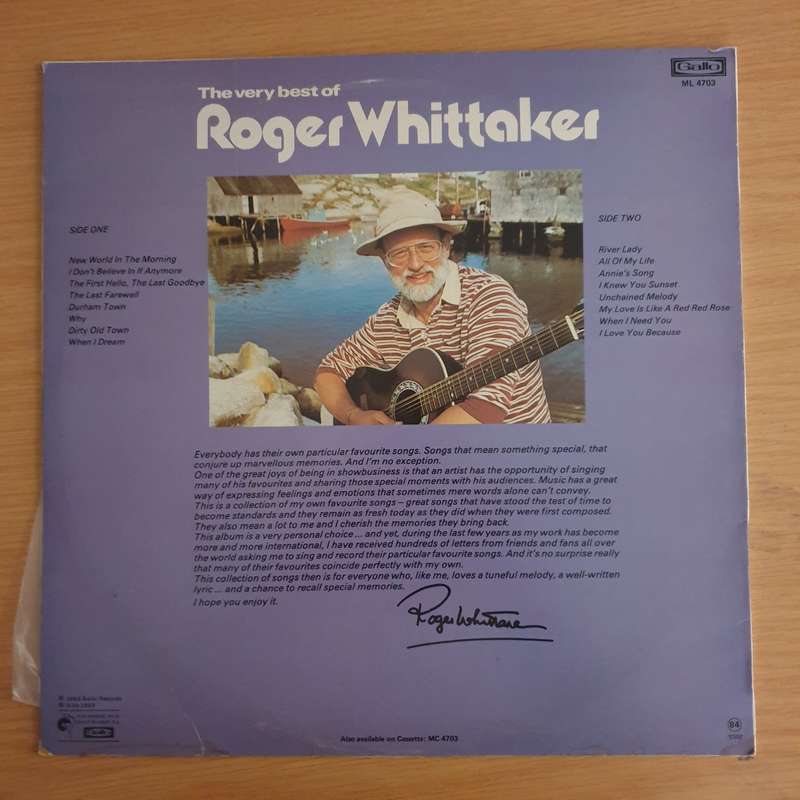 Gallo
ML 4703
The very best of
Roger Whittaker
SIDE ONE
New World In The Morning
I Don't Believe In If Anymore
The First Hello, The Last Goodbye
The Last Farewell
Durham Town
Why
Dirty Old Town
When I Dream
SIDE TWO
River Lady
All Of My Life
Annie's Song
I Knew You Sunset
Unchained Melody
My Love Is Like A Red Red Rose
When I Need You
I Love You Because
Everybody has their own particular favourite songs. Songs that mean something special, that
conjure up marvellous memories. And I'm no exception.
One of the great joys of being in showbusiness is that an artist has the opportunity of singing
many of his favourites and sharing those special moments with his audiences. Music has a great
way of expressing feelings and emotions that sometimes mere words alone can't convey.
This is a collection of my own favourite songs – great songs that have stood the test of time to
become standards and they remain as fresh today as they did when they were first composed.
They also mean a lot to me and I cherish the memories they bring back.
This album is a very personal choice ... and yet, during the last few years as my work has become
more and more international, I have received hundreds of letters from friends and fans all over
the world asking me to sing and record their particular favourite songs. And it's no surprise really
that many of their favourites coincide perfectly with my own.
This collection of songs then is for everyone who, like me, loves a tuneful melody, a well-written
lyric ... and a chance to recall special memories.
I hope you enjoy it.
Roger Whittaker
Gallo
Also available on Cassette: MC 4703
84